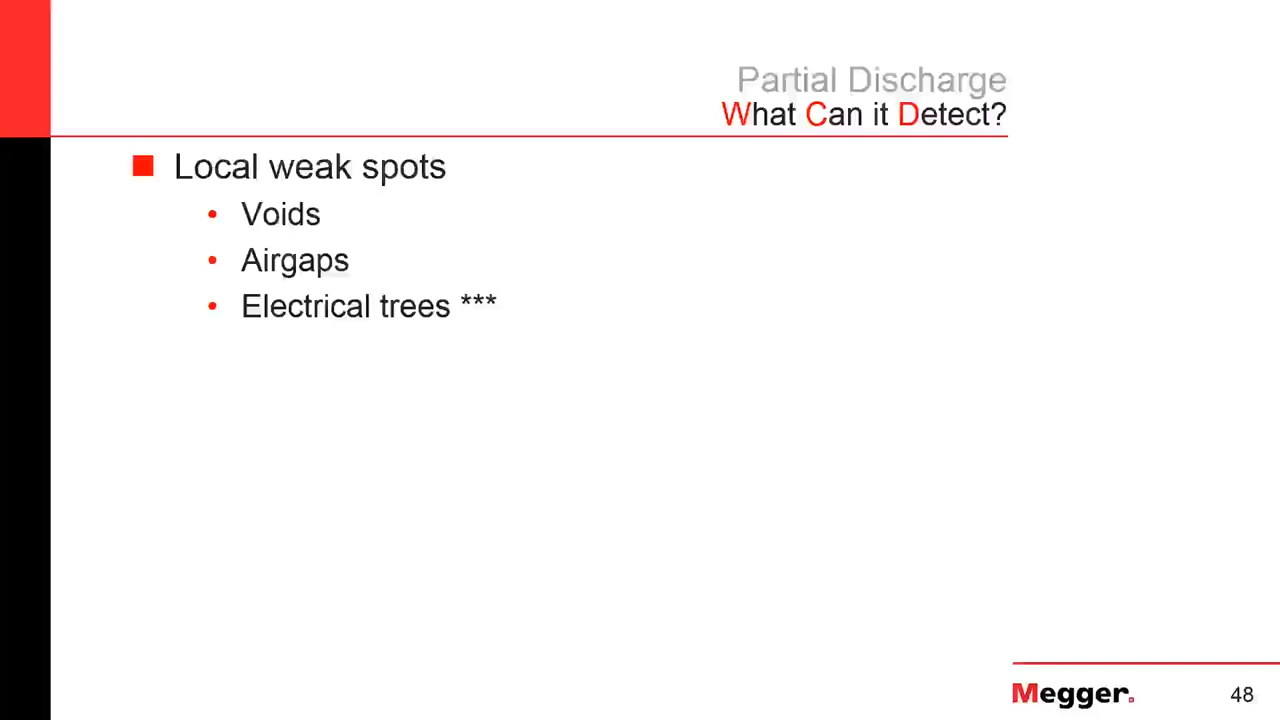 Partial Discharge
What Can it Detect?
Local weak spots
• Voids
• Airgaps
• Electrical trees ***
Megger.
48